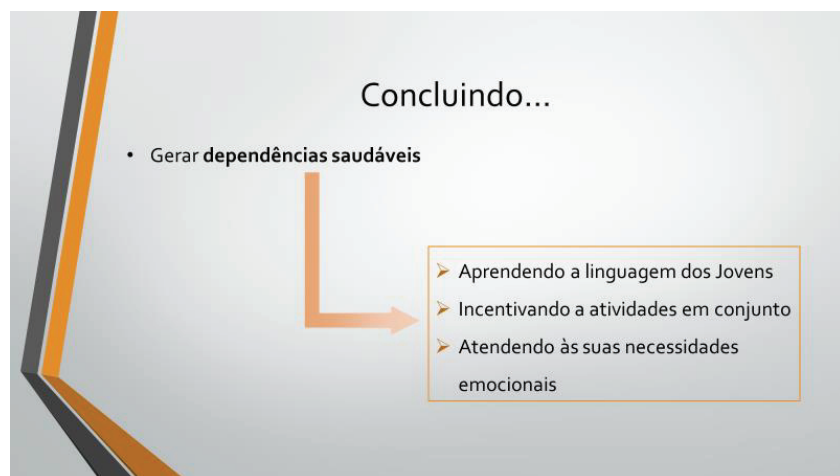 Concluindo...
• Gerar dependências saudáveis
➢ Aprendendo a linguagem dos Jovens
➢ Incentivando a atividades em conjunto
➢ Atendendo às suas necessidades
emocionais